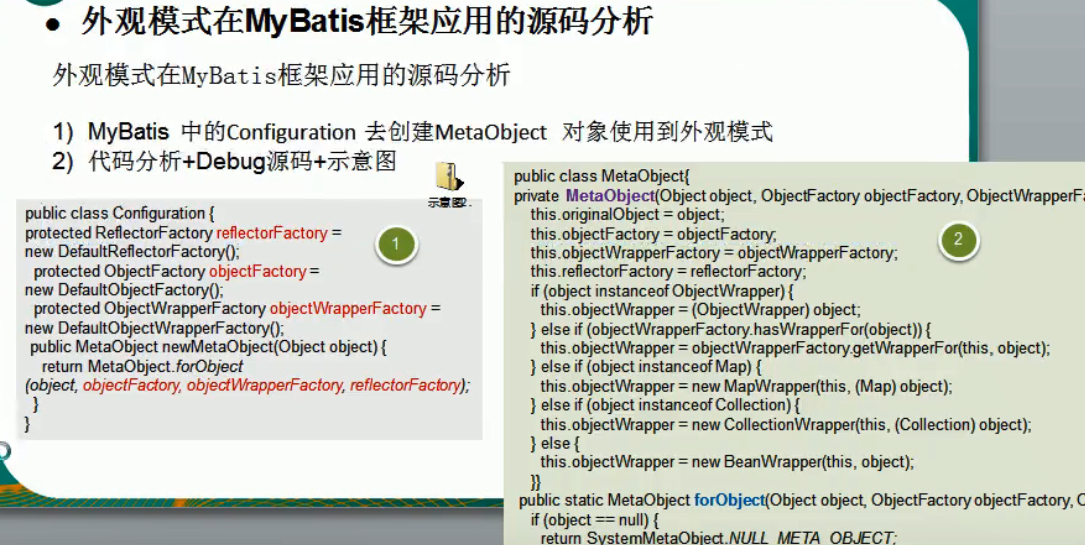 • 外观模式在MyBatis框架应用的源码分析
外观模式在MyBatis框架应用的源码分析
1) MyBatis 中的Configuration 去创建MetaObject 对象使用到外观模式
2) 代码分析+Debug源码+示意图
示意图2.
public class Configuration {
protected ReflectorFactory reflectorFactory =
new DefaultReflectorFactory();
protected ObjectFactory objectFactory =
new DefaultObjectFactory();
protected ObjectWrapperFactory objectWrapperFactory =
new DefaultObjectWrapperFactory();
public MetaObject newMetaObject(Object object) {
return MetaObject.forObject
(object, objectFactory, objectWrapperFactory, reflectorFactory);
}
}
1
public class MetaObject{
private MetaObject(Object object, ObjectFactory objectFactory, ObjectWrapperFa
this.originalObject = object;
this.objectFactory = objectFactory;
this.objectWrapperFactory = objectWrapperFactory;
this.reflectorFactory = reflectorFactory;
if (object instanceof ObjectWrapper) {
this.objectWrapper = (ObjectWrapper) object;
} else if (objectWrapperFactory.hasWrapperFor(object)) {
this.objectWrapper = objectWrapperFactory.getWrapperFor(this, object);
} else if (object instanceof Map) {
this.objectWrapper = new MapWrapper(this, (Map) object);
} else if (object instanceof Collection) {
this.objectWrapper = new CollectionWrapper(this, (Collection) object);
} else {
this.objectWrapper = new BeanWrapper(this, object);
}}
public static MetaObject forObject(Object object, ObjectFactory objectFactory, O
if (object == null) {
return SystemMetaObject.NULL_META_OBJECT;
2